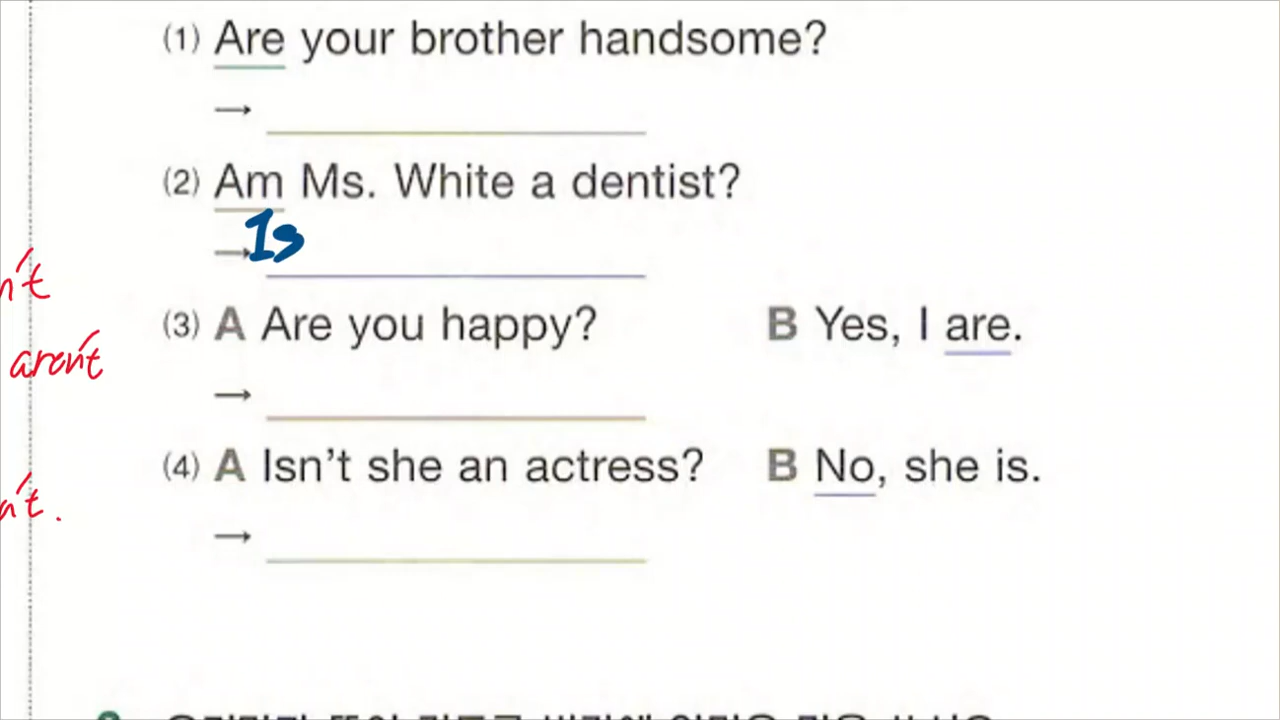 (1) Are your brother handsome?
→
(2) Am Ms. White a dentist?
→ Is
(3) A Are you happy? B Yes, I are.
aren't
→
(4) A Isn't she an actress? B No, she is.
→